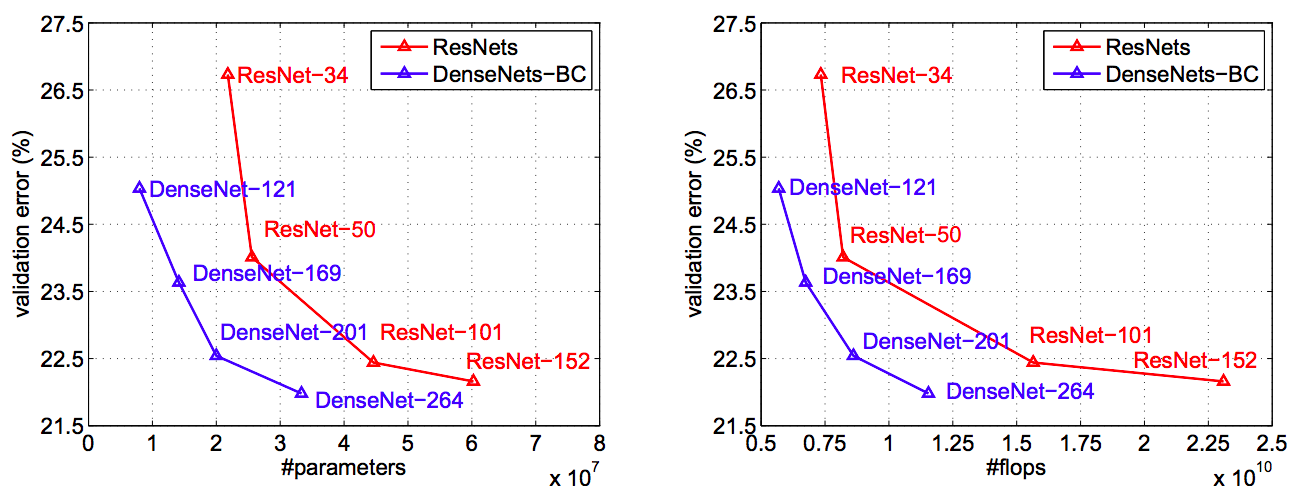 27.5
26.5
25.5
24.5
23.5
22.5
21.5
validation error (%)
ResNets
DenseNets−BC
ResNet−34
DenseNet−121
ResNet−50
DenseNet−169
DenseNet−201
ResNet−101
ResNet−152
DenseNet−264
0 1 2 3 4 5 6 7 8
#parameters
x 10^7
27.5
26.5
25.5
24.5
23.5
22.5
21.5
validation error (%)
ResNets
DenseNets−BC
ResNet−34
DenseNet−121
ResNet−50
DenseNet−169
ResNet−101
DenseNet−201
ResNet−152
DenseNet−264
0.5 0.75 1 1.25 1.5 1.75 2 2.25 2.5
#flops
x 10^10